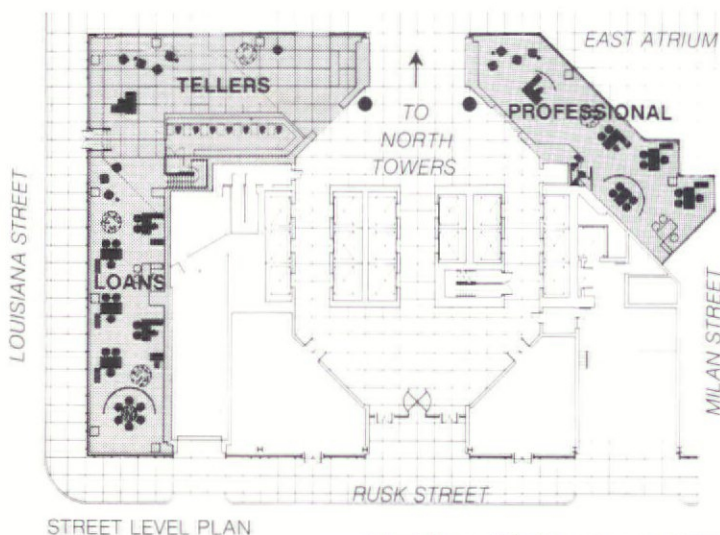 EAST ATRIUM
TELLERS
PROFESSIONAL
TO
NORTH
TOWERS
LOUISIANA STREET
LOANS
MILAN STREET
RUSK STREET
STREET LEVEL PLAN